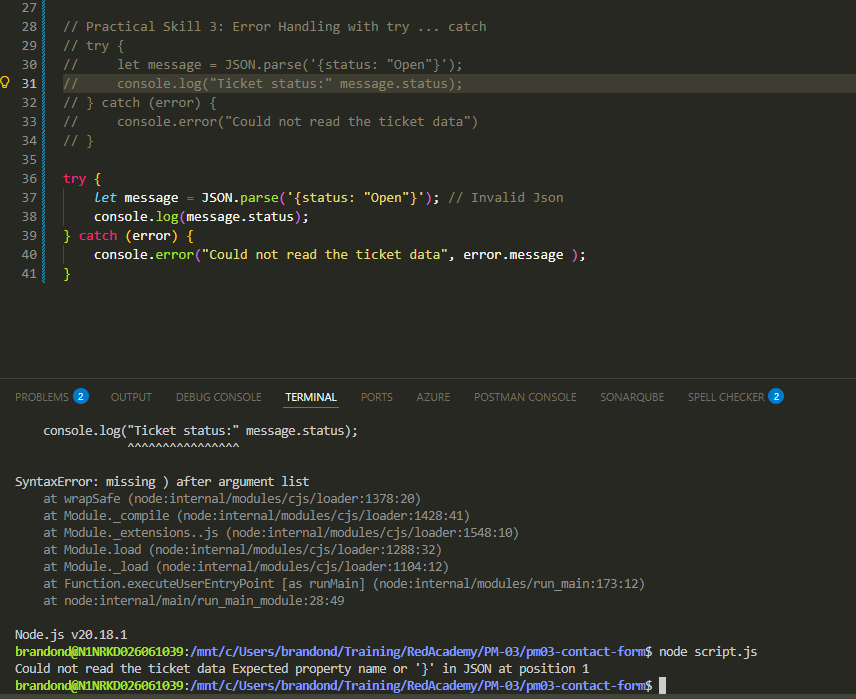 27
28 // Practical Skill 3: Error Handling with try ... catch
29 // try {
30 //     let message = JSON.parse('{status: "Open"}');
31 //     console.log("Ticket status:" message.status);
32 // } catch (error) {
33 //     console.error("Could not read the ticket data")
34 // }
35
36 try {
37     let message = JSON.parse('{status: "Open"}'); // Invalid Json
38     console.log(message.status);
39 } catch (error) {
40     console.error("Could not read the ticket data", error.message );
41 }
PROBLEMS 2 OUTPUT DEBUG CONSOLE TERMINAL PORTS AZURE POSTMAN CONSOLE SONARQUBE SPELL CHECKER 2
    console.log("Ticket status:" message.status);
                ^^^^^^^^^^^^^^^^
SyntaxError: missing ) after argument list
    at wrapSafe (node:internal/modules/cjs/loader:1378:20)
    at Module._compile (node:internal/modules/cjs/loader:1428:41)
    at Module._extensions..js (node:internal/modules/cjs/loader:1548:10)
    at Module.load (node:internal/modules/cjs/loader:1288:32)
    at Module._load (node:internal/modules/cjs/loader:1104:12)
    at Function.executeUserEntryPoint [as runMain] (node:internal/modules/run_main:173:12)
    at node:internal/main/run_main_module:28:49
Node.js v20.18.1
brandond@N1NRKD026061039:/mnt/c/Users/brandond/Training/RedAcademy/PM-03/pm03-contact-form$ node script.js
Could not read the ticket data Expected property name or '}' in JSON at position 1
brandond@N1NRKD026061039:/mnt/c/Users/brandond/Training/RedAcademy/PM-03/pm03-contact-form$